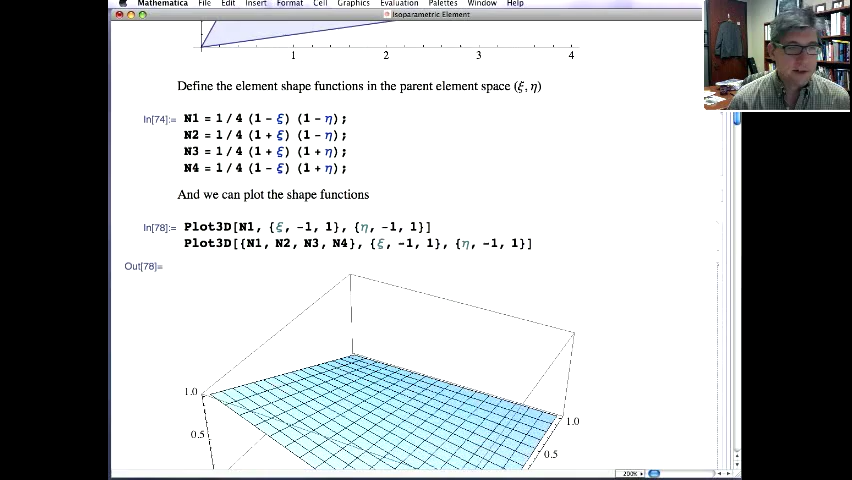 Mathematica File Edit Insert Format Cell Graphics Evaluation Palettes Window Help
Isoparametric Element
1 2 3 4
Define the element shape functions in the parent element space (ξ, η)
In[74]:= N1 = 1 / 4 (1 - ξ) (1 - η);
N2 = 1 / 4 (1 + ξ) (1 - η);
N3 = 1 / 4 (1 + ξ) (1 + η);
N4 = 1 / 4 (1 - ξ) (1 + η);
And we can plot the shape functions
In[78]:= Plot3D[N1, {ξ, -1, 1}, {η, -1, 1}]
Plot3D[{N1, N2, N3, N4}, {ξ, -1, 1}, {η, -1, 1}]
Out[78]=
1.0
1.0
0.5
0.5
200%